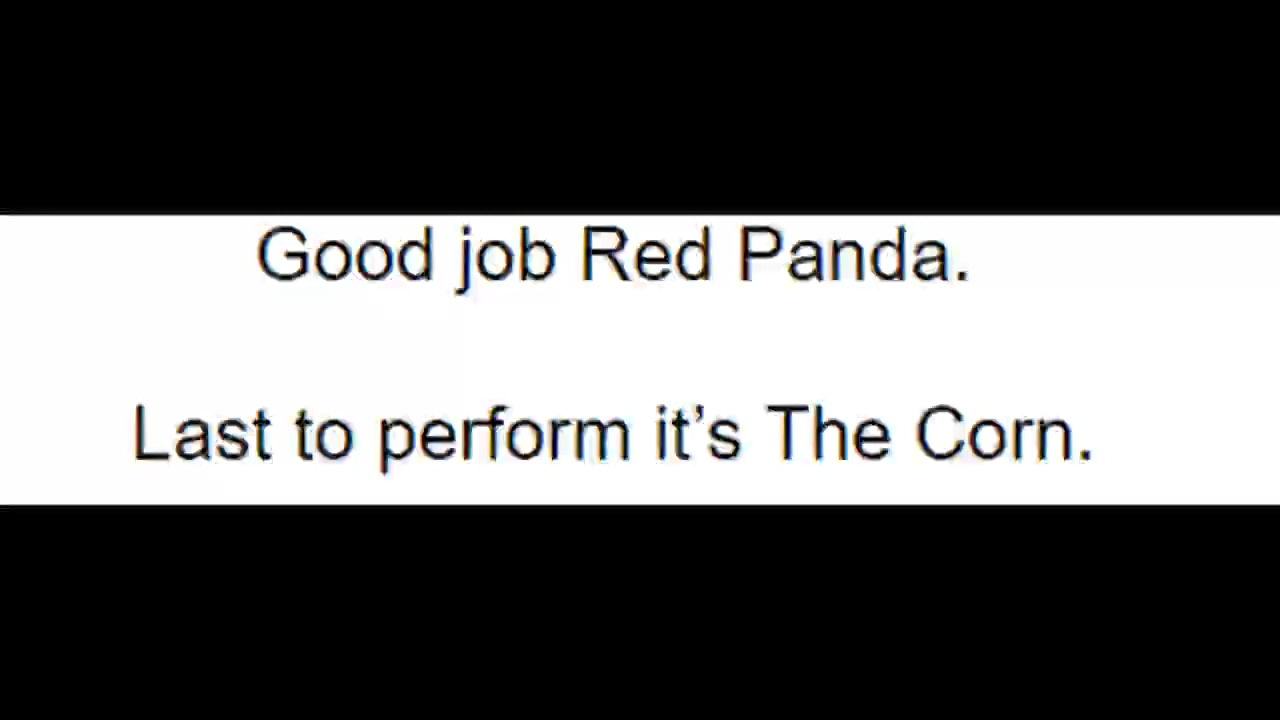 Good job Red Panda.
Last to perform it’s The Corn.